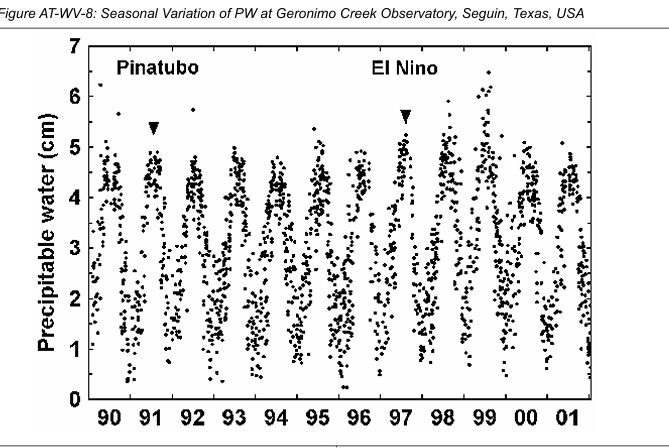 Figure AT-WV-8: Seasonal Variation of PW at Geronimo Creek Observatory, Seguin, Texas, USA
Pinatubo
El Nino
Precipitable water (cm)
7
6
5
4
3
2
1
0
90 91 92 93 94 95 96 97 98 99 00 01